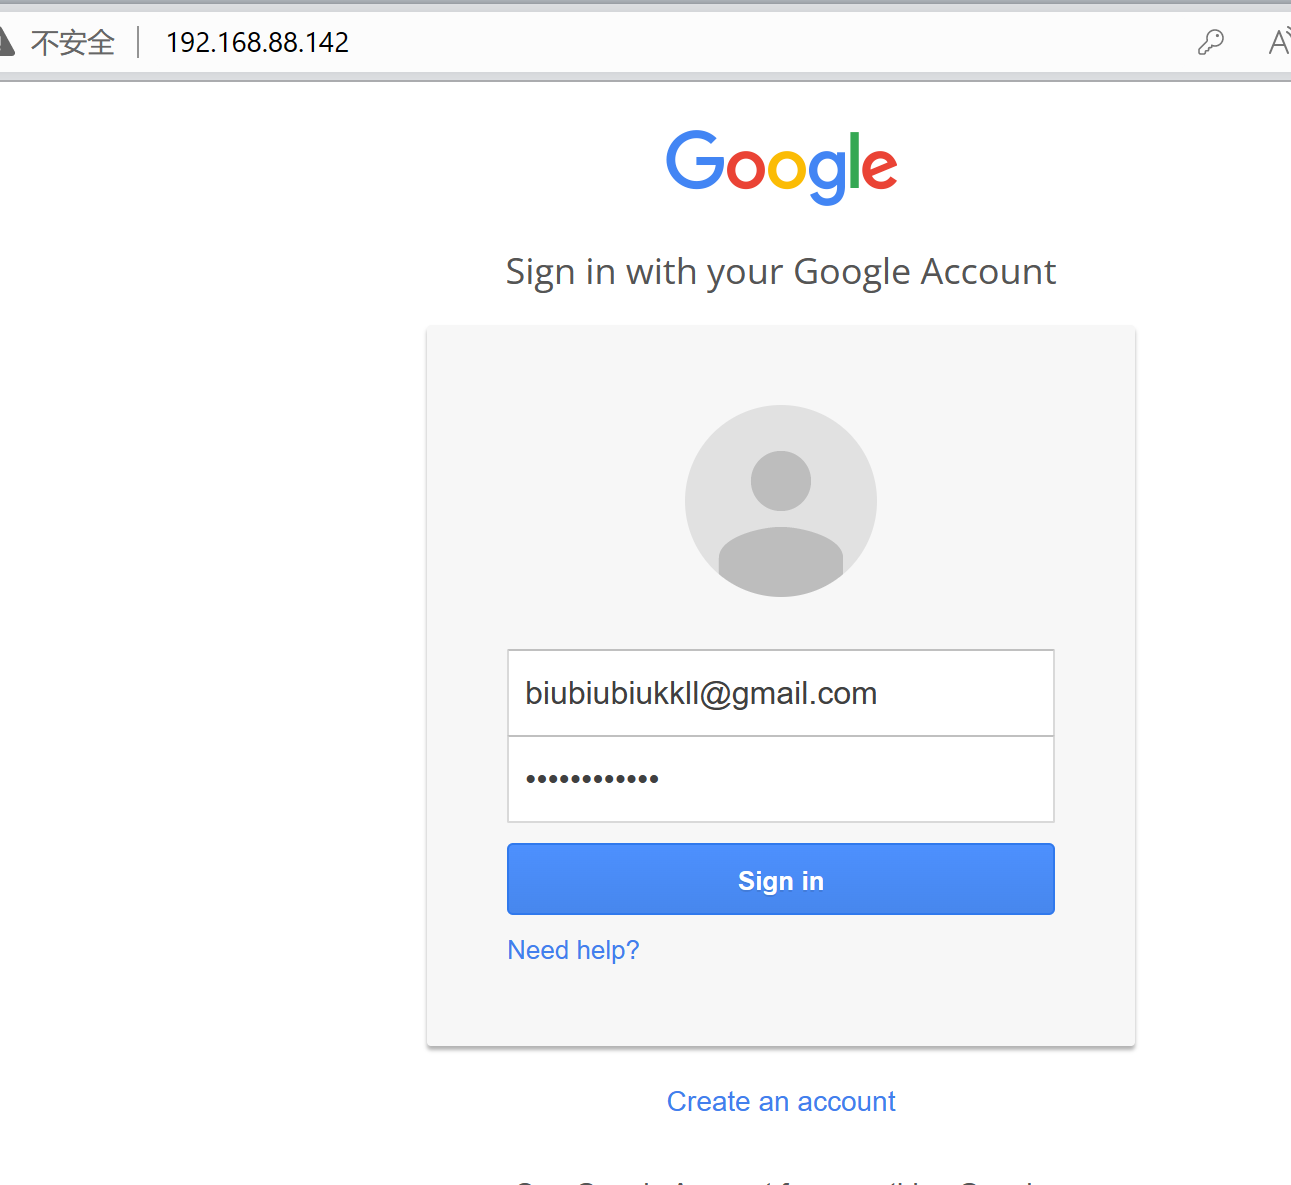 不安全 192.168.88.142
Google
Sign in with your Google Account
biubiubiukkll@gmail.com
••••••••••••
Sign in
Need help?
Create an account